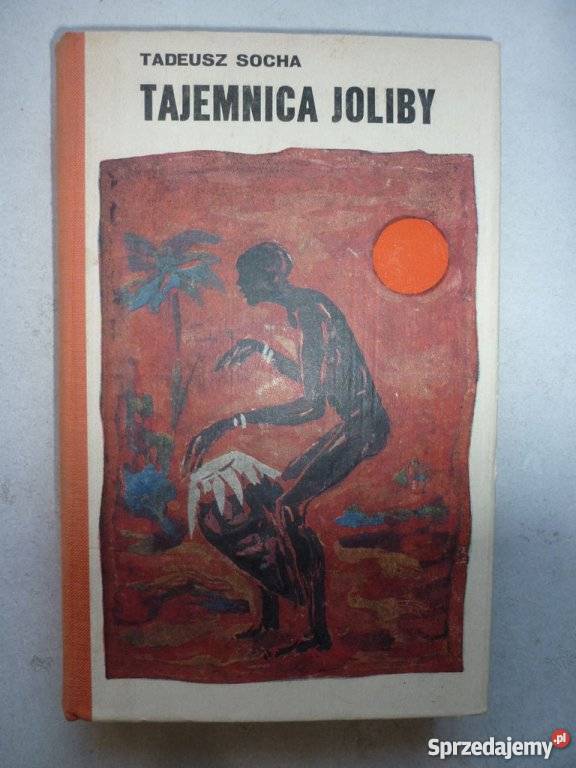 TADEUSZ SOCHA
TAJEMNICA JOLIBY
Sprzedajemy.pl